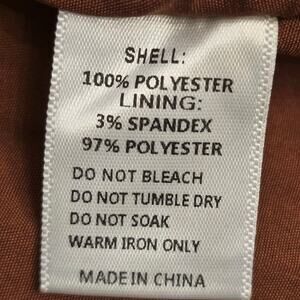 SHELL:
100% POLYESTER
LINING:
3% SPANDEX
97% POLYESTER
DO NOT BLEACH
DO NOT TUMBLE DRY
DO NOT SOAK
WARM IRON ONLY
MADE IN CHINA